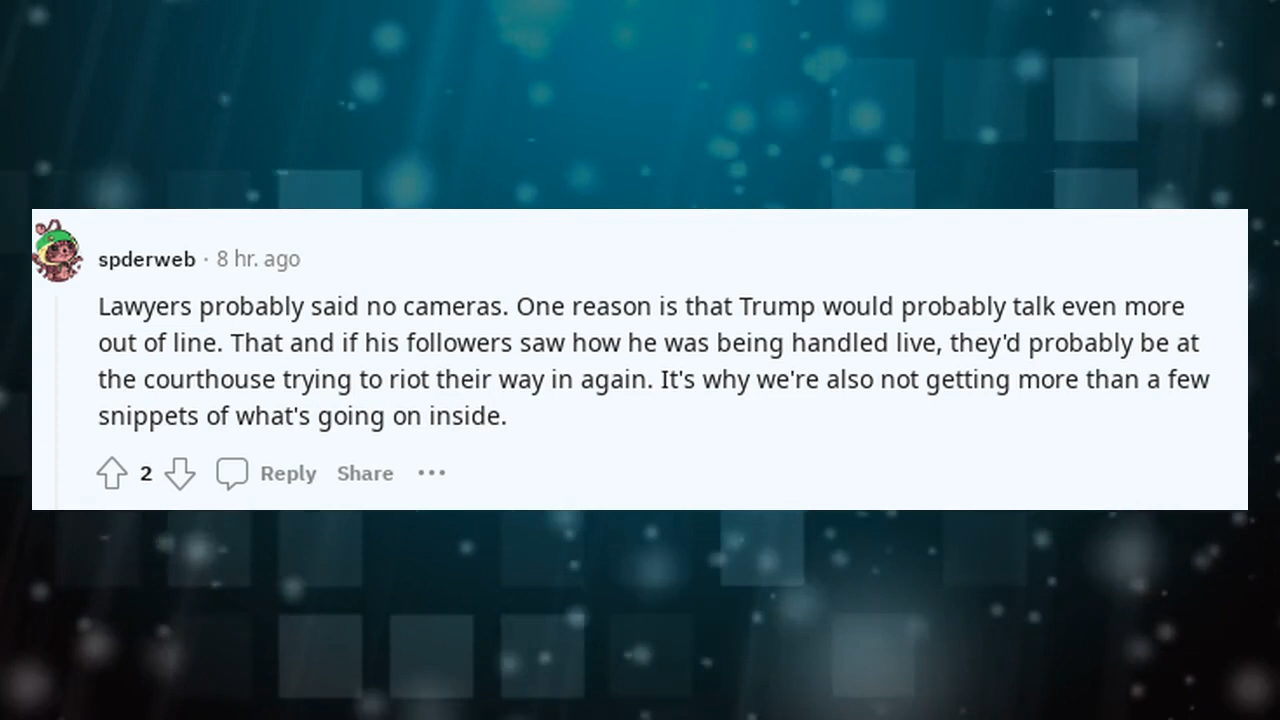 spderweb · 8 hr. ago
Lawyers probably said no cameras. One reason is that Trump would probably talk even more
out of line. That and if his followers saw how he was being handled live, they'd probably be at
the courthouse trying to riot their way in again. It's why we're also not getting more than a few
snippets of what's going on inside.
2 Reply Share ···